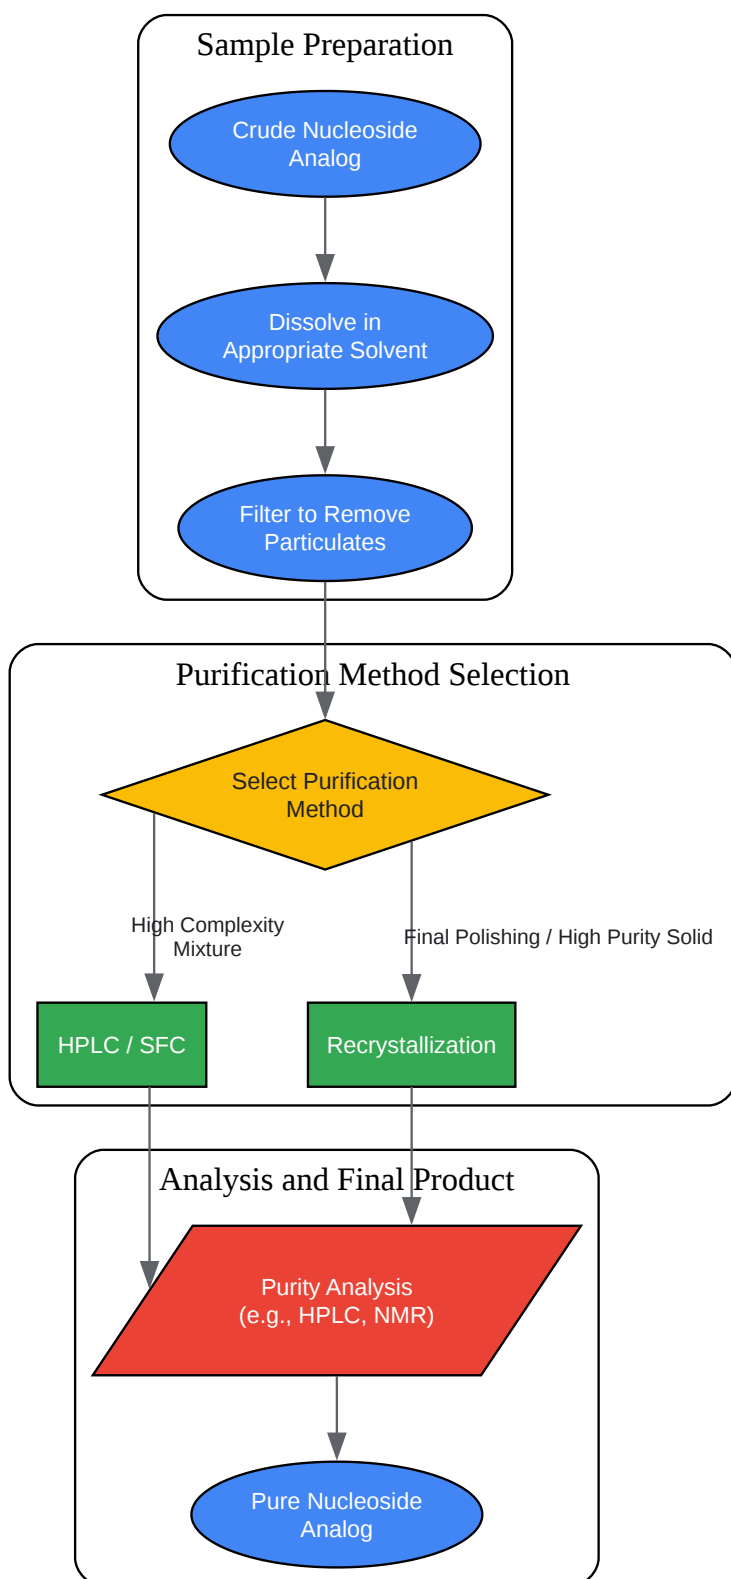 Sample Preparation
Crude Nucleoside
Analog
Dissolve in
Appropriate Solvent
Filter to Remove
Particulates
Purification Method Selection
Select Purification
Method
High Complexity
Mixture
Final Polishing / High Purity Solid
HPLC / SFC
Recrystallization
Analysis and Final Product
Purity Analysis
(e.g., HPLC, NMR)
Pure Nucleoside
Analog